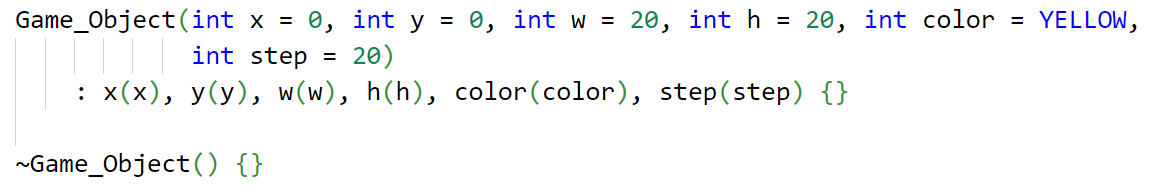 Game_Object(int x = 0, int y = 0, int w = 20, int h = 20, int color = YELLOW,
int step = 20)
: x(x), y(y), w(w), h(h), color(color), step(step) {}
~Game_Object() {}